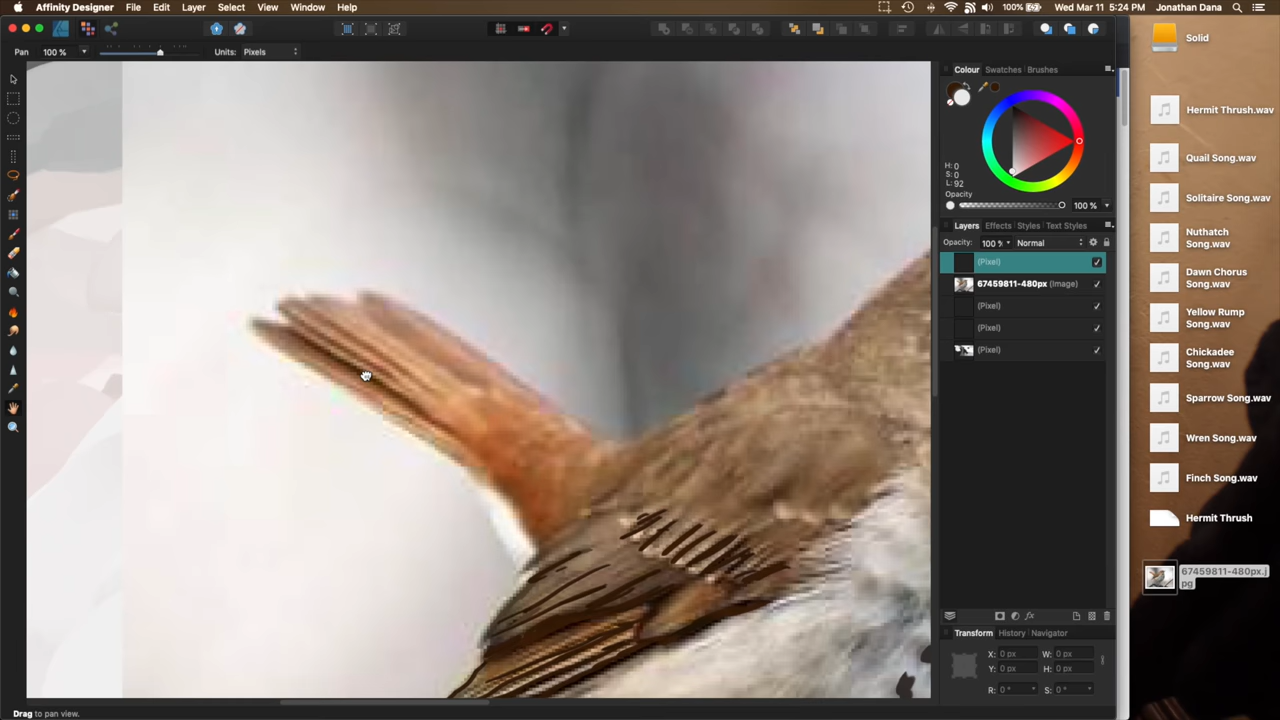 Affinity Designer File Edit Layer Select View Window Help 100% Wed Mar 11 5:24 PM Jonathan Dana
Pan 100 % Units: Pixels
Colour Swatches Brushes
H: 0
S: 0
L: 92
Opacity
100 %
Layers Effects Styles Text Styles
Opacity: 100 % Normal
(Pixel)
67459811-480px (Image)
(Pixel)
(Pixel)
(Pixel)
Transform History Navigator
X: 0 px W: 0 px
Y: 0 px H: 0 px
R: 0 ° S: 0 °
Drag to pan view.
Solid
Hermit Thrush.wav
Quail Song.wav
Solitaire Song.wav
Nuthatch
Song.wav
Dawn Chorus
Song.wav
Yellow Rump
Song.wav
Chickadee
Song.wav
Sparrow Song.wav
Wren Song.wav
Finch Song.wav
Hermit Thrush
67459811-480px.j
pg